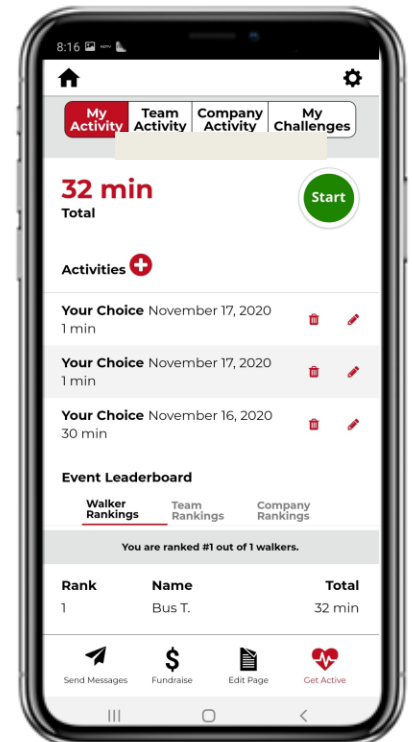 8:16
My Activity Team Activity Company Activity My Challenges
32 min
Total
Start
Activities
Your Choice November 17, 2020
1 min
Your Choice November 17, 2020
1 min
Your Choice November 16, 2020
30 min
Event Leaderboard
Walker Rankings Team Rankings Company Rankings
You are ranked #1 out of 1 walkers.
Rank Name Total
1 Bus T. 32 min
Send Messages Fundraise Edit Page Get Active